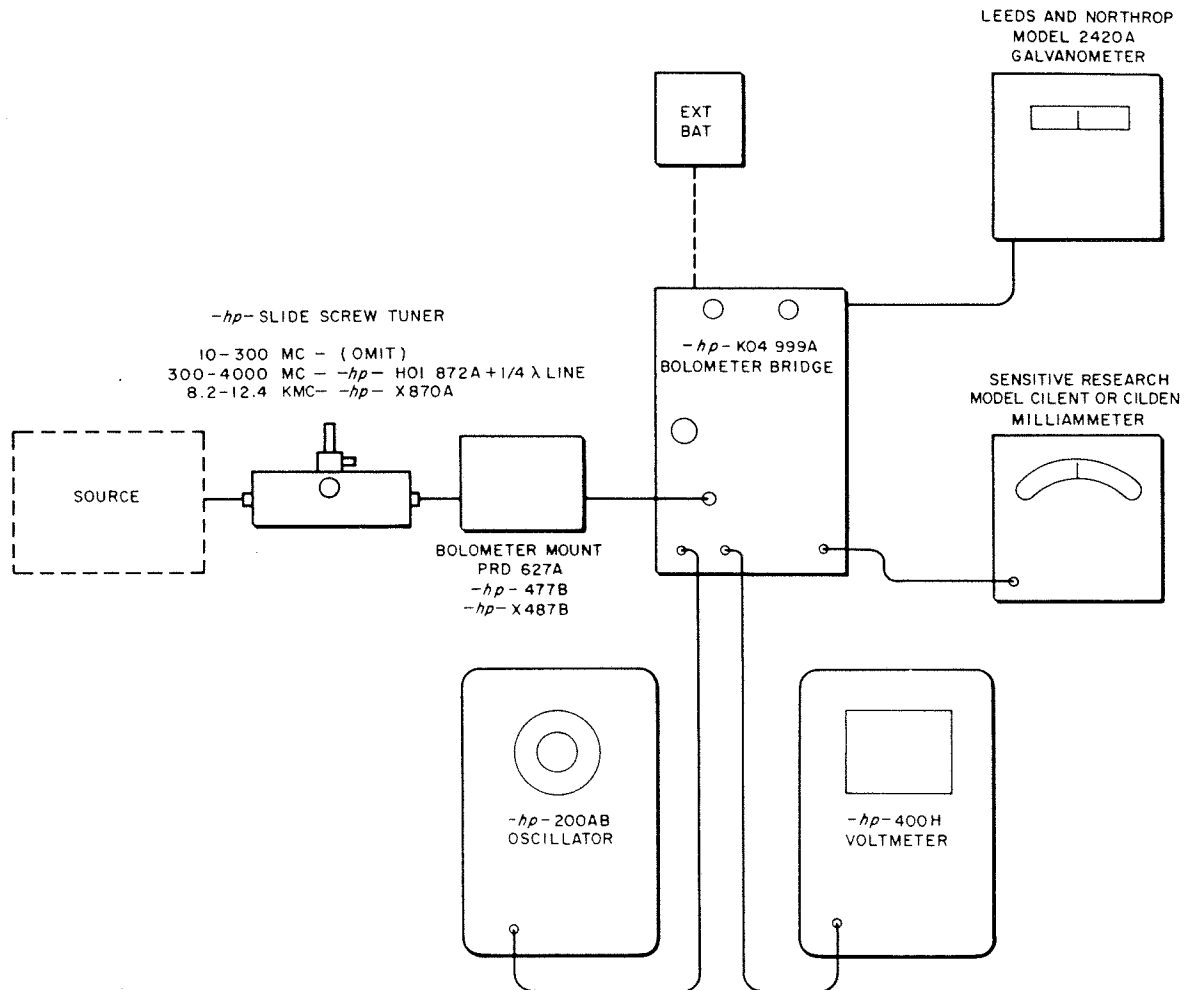 LEEDS AND NORTHROP
MODEL 2420A
GALVANOMETER
EXT
BAT
-hp- SLIDE SCREW TUNER
10-300 MC - (OMIT)
300-4000 MC - -hp- H01 872A + 1/4 λ LINE
8.2-12.4 KMC- -hp- X870A
-hp- K04 999A
BOLOMETER BRIDGE
SENSITIVE RESEARCH
MODEL CILENT OR CILDEN
MILLIAMMETER
SOURCE
BOLOMETER MOUNT
PRD 627A
-hp- 477B
-hp- X487B
-hp- 200AB
OSCILLATOR
-hp- 400H
VOLTMETER